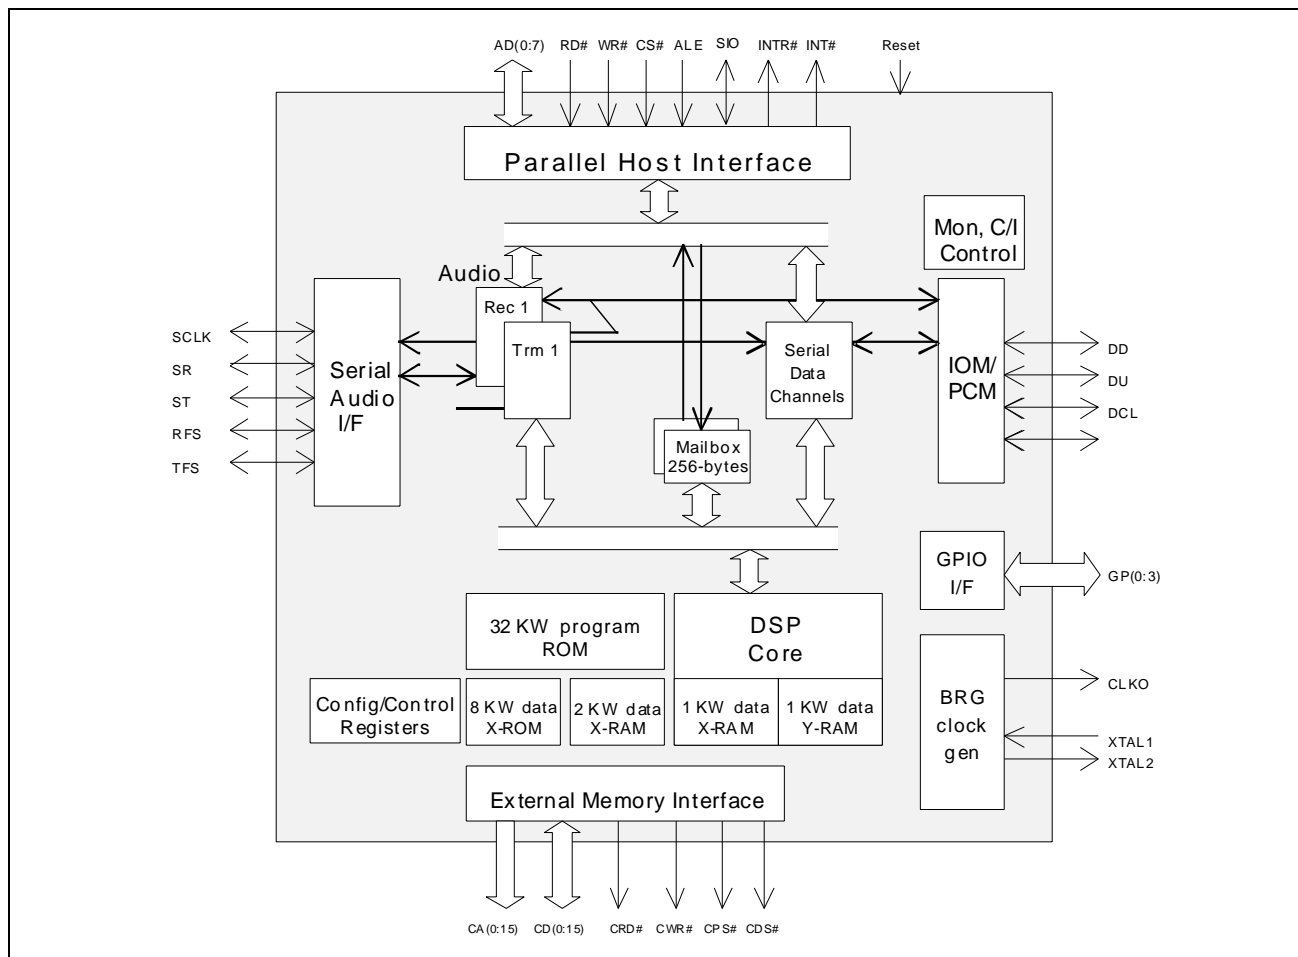 AD(0:7) RD# WR# CS# ALE SIO INTR# INT# Reset
Parallel Host Interface
Mon, C/I
Control
Audio
Rec 1
Trm 1
SCLK
SR
ST
RFS
TFS
Serial
Audio
I/F
Serial
Data
Channels
IOM/
PCM
DD
DU
DCL
Mailbox
256-bytes
GPIO
I/F
GP(0:3)
32 KW program
ROM
DSP
Core
Config/Control
Registers
8 KW data
X-ROM
2 KW data
X-RAM
1 KW data
X-RAM
1 KW data
Y-RAM
BRG
clock
gen
CLKO
XTAL1
XTAL2
External Memory Interface
CA(0:15) CD(0:15) CRD# CWR# CPS# CDS#